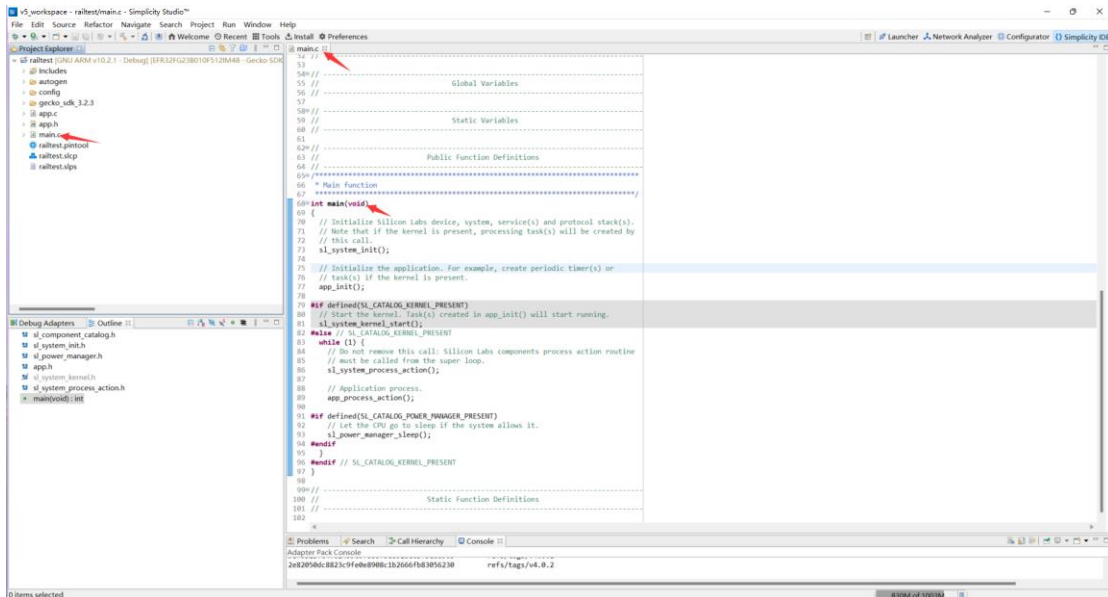 v5_workspace - railtest/main.c - Simplicity Studio™
File Edit Source Refactor Navigate Search Project Run Window Help
Welcome Recent Tools Install Preferences
Launcher Network Analyzer Configurator Simplicity IDE
Project Explorer
railtest [GNU ARM v10.2.1 - Debug] [EFR32FG23B010F512IM48 - Gecko SDK
Includes
autogen
config
gecko_sdk_3.2.3
app.c
app.h
main.c
railtest.pintool
railtest.slcp
railtest.slps
Debug Adapters Outline
sl_component_catalog.h
sl_system_init.h
sl_power_manager.h
app.h
sl_system_kernel.h
sl_system_process_action.h
main(void) : int
main.c
52 // -----------------------------------------------------------------------------
53
54 // -----------------------------------------------------------------------------
55 // Global Variables
56 // -----------------------------------------------------------------------------
57
58 // -----------------------------------------------------------------------------
59 // Static Variables
60 // -----------------------------------------------------------------------------
61
62 // -----------------------------------------------------------------------------
63 // Public Function Definitions
64 // -----------------------------------------------------------------------------
65 /******************************************************************************
66 * Main function
67 *****************************************************************************/
68 int main(void)
69 {
70 // Initialize Silicon Labs device, system, service(s) and protocol stack(s).
71 // Note that if the kernel is present, processing task(s) will be created by
72 // this call.
73 sl_system_init();
74
75 // Initialize the application. For example, create periodic timer(s) or
76 // task(s) if the kernel is present.
77 app_init();
78
79 #if defined(SL_CATALOG_KERNEL_PRESENT)
80 // Start the kernel. Task(s) created in app_init() will start running.
81 sl_system_kernel_start();
82 #else // SL_CATALOG_KERNEL_PRESENT
83 while (1) {
84 // Do not remove this call: Silicon Labs components process action routine
85 // must be called from the super loop.
86 sl_system_process_action();
87
88 // Application process.
89 app_process_action();
90
91 #if defined(SL_CATALOG_POWER_MANAGER_PRESENT)
92 // Let the CPU go to sleep if the system allows it.
93 sl_power_manager_sleep();
94 #endif
95 }
96 #endif // SL_CATALOG_KERNEL_PRESENT
97 }
98
99 // -----------------------------------------------------------------------------
100 // Static Function Definitions
101 // -----------------------------------------------------------------------------
102
Problems Search Call Hierarchy Console
Adapter Pack Console
2e82050dc8823c9fe0e8908c1b2666fb83056230 refs/tags/v4.0.2
0 items selected
830M of 1003M